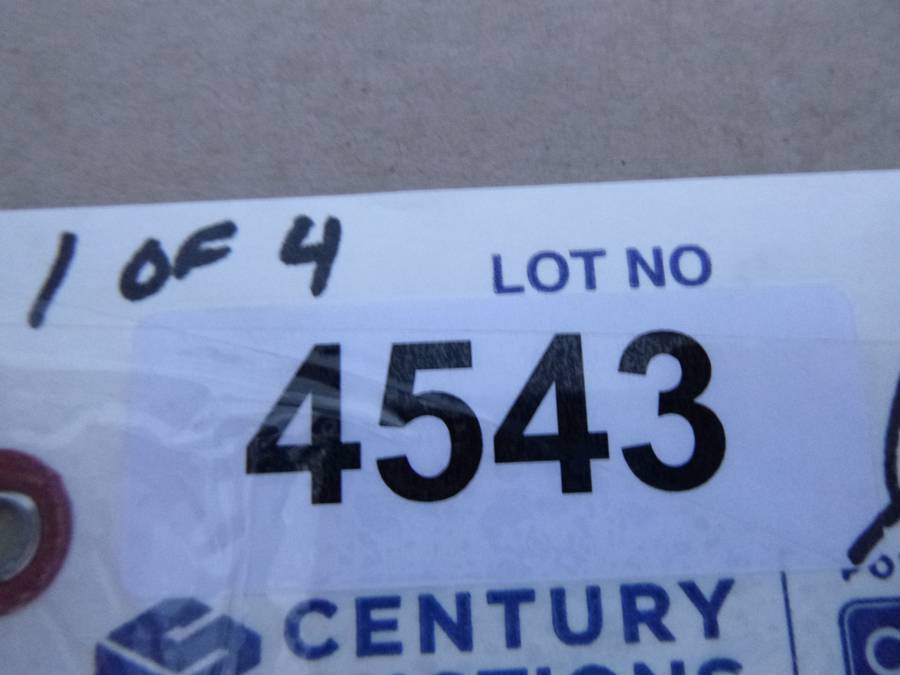 1 OF 4
LOT NO
4543
CENTURY